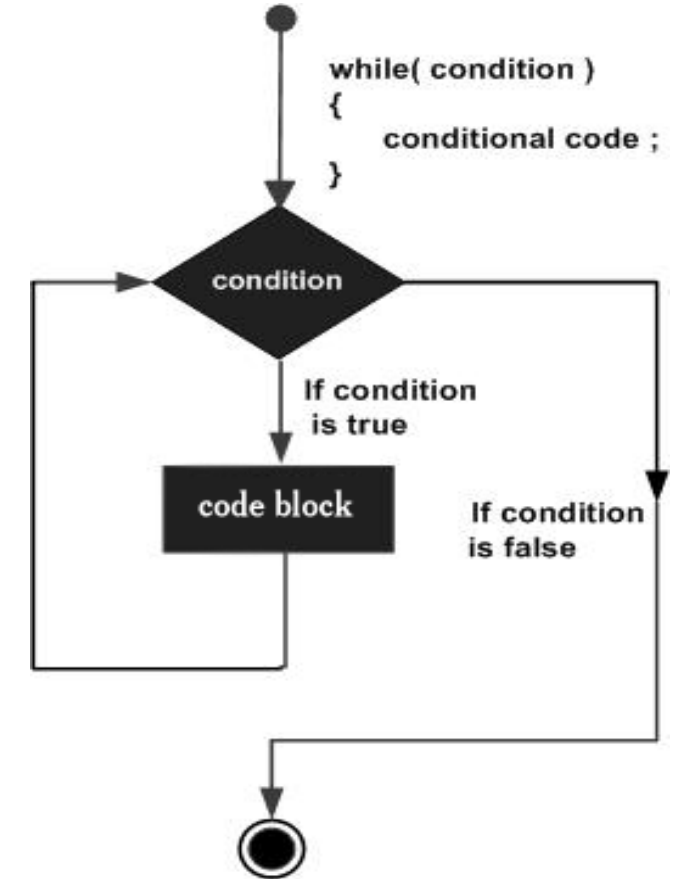 while( condition )
{
conditional code ;
}
condition
If condition
is true
code block
If condition
is false